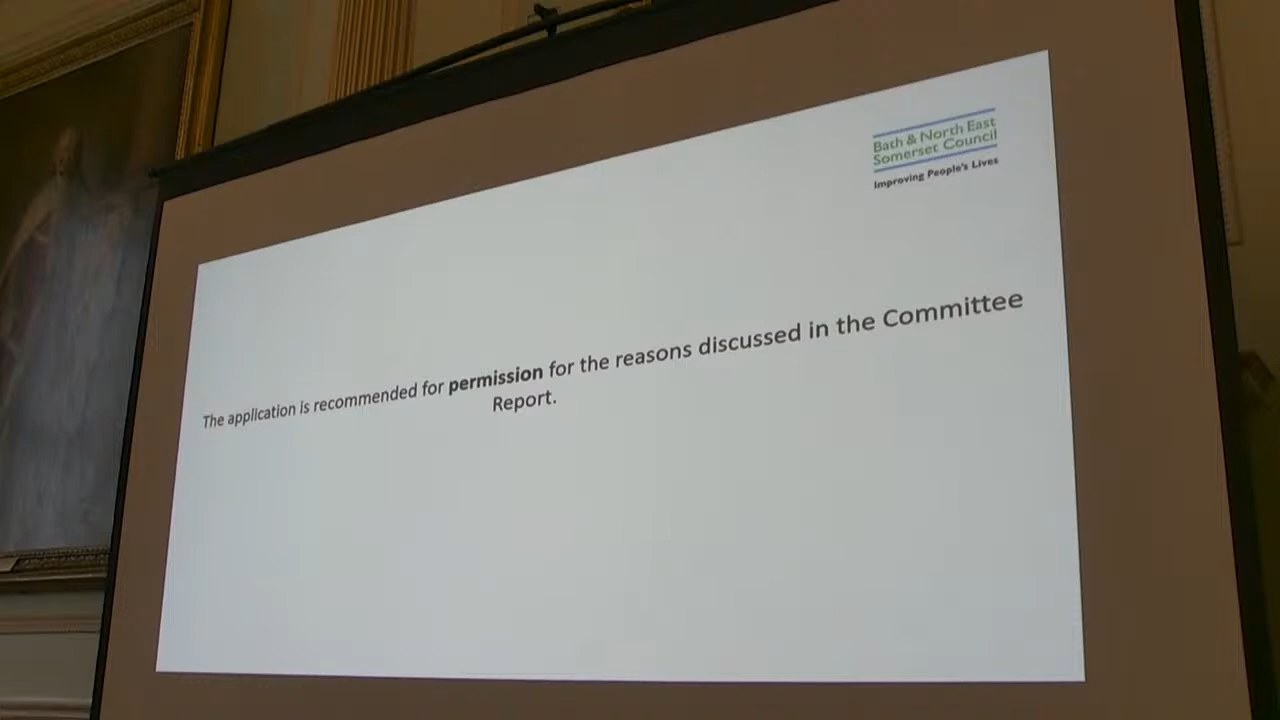 Bath & North East
Somerset Council
Improving People's Lives
The application is recommended for permission for the reasons discussed in the Committee
Report.